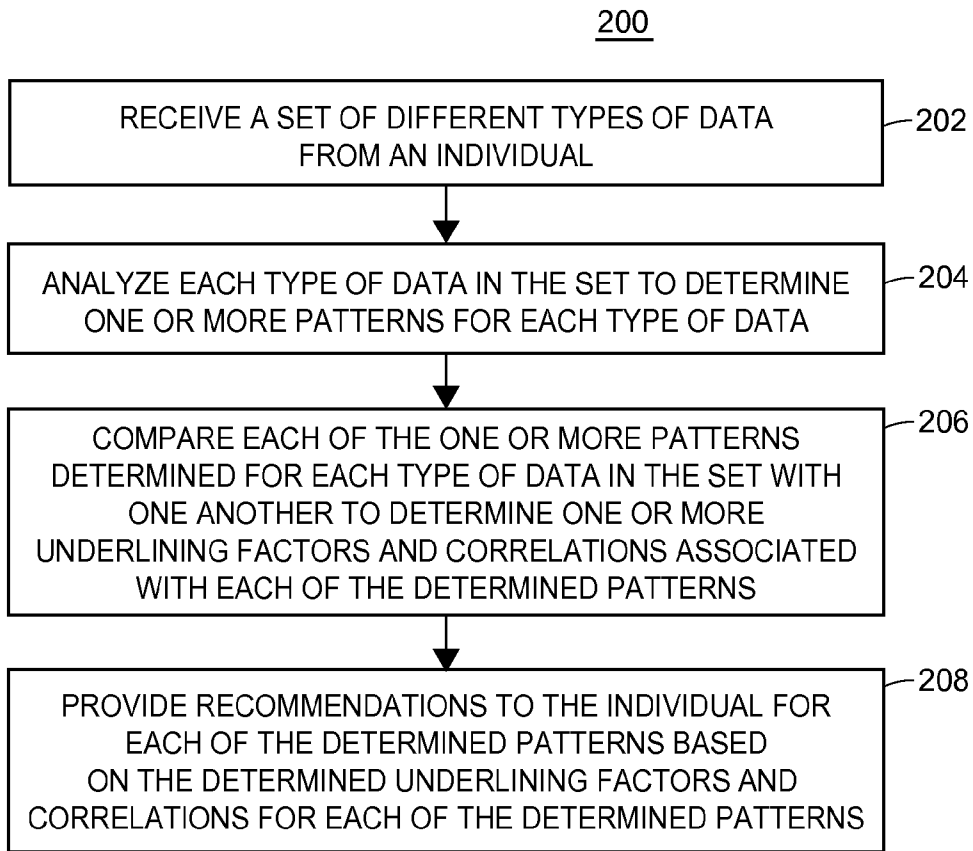 200
RECEIVE A SET OF DIFFERENT TYPES OF DATA
FROM AN INDIVIDUAL
202
ANALYZE EACH TYPE OF DATA IN THE SET TO DETERMINE
ONE OR MORE PATTERNS FOR EACH TYPE OF DATA
204
COMPARE EACH OF THE ONE OR MORE PATTERNS
DETERMINED FOR EACH TYPE OF DATA IN THE SET WITH
ONE ANOTHER TO DETERMINE ONE OR MORE
UNDERLINING FACTORS AND CORRELATIONS ASSOCIATED
WITH EACH OF THE DETERMINED PATTERNS
206
PROVIDE RECOMMENDATIONS TO THE INDIVIDUAL FOR
EACH OF THE DETERMINED PATTERNS BASED
ON THE DETERMINED UNDERLINING FACTORS AND
CORRELATIONS FOR EACH OF THE DETERMINED PATTERNS
208